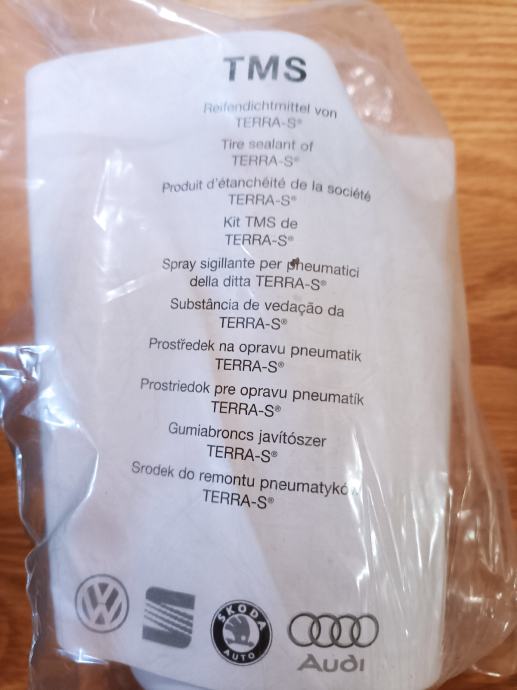 TMS
Reifendichtmittel von
TERRA-S®
Tire sealant of
TERRA-S®
Produit d'étanchéité de la société
TERRA-S®
Kit TMS de
TERRA-S®
Spray sigillante per pneumatici
della ditta TERRA-S®
Substância de vedação da
TERRA-S®
Prostředek na opravu pneumatik
TERRA-S®
Prostriedok pre opravu pneumatík
TERRA-S®
Gumiabroncs javítószer
TERRA-S®
Srodek do remontu pneumatyków
TERRA-S®
VW
S
ŠKODA
AUTO
Audi